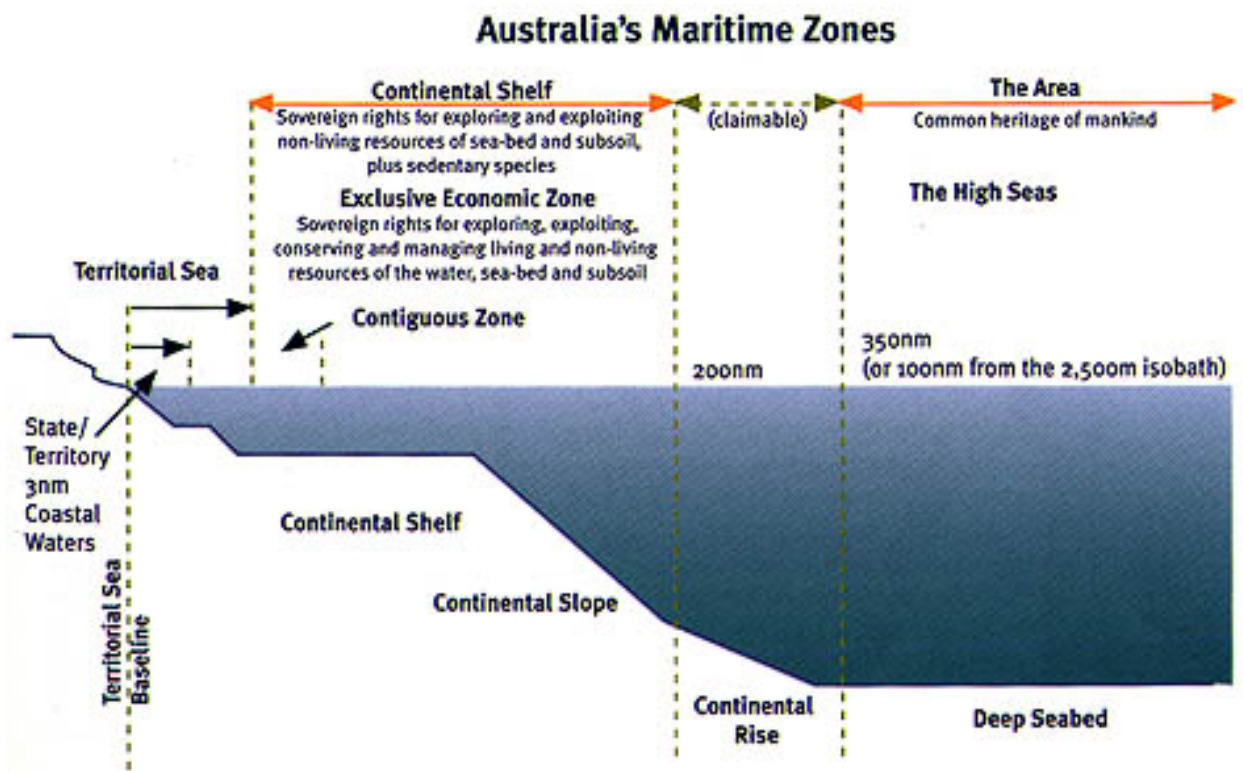 Australia's Maritime Zones
Continental Shelf
Sovereign rights for exploring and exploiting
non-living resources of sea-bed and subsoil,
plus sedentary species
(claimable)
The Area
Common heritage of mankind
The High Seas
Exclusive Economic Zone
Sovereign rights for exploring, exploiting,
conserving and managing living and non-living
resources of the water, sea-bed and subsoil
Territorial Sea
Contiguous Zone
200nm
350nm
(or 100nm from the 2,500m isobath)
State/
Territory
3nm
Coastal
Waters
Territorial Sea
Baseline
Continental Shelf
Continental Slope
Continental
Rise
Deep Seabed